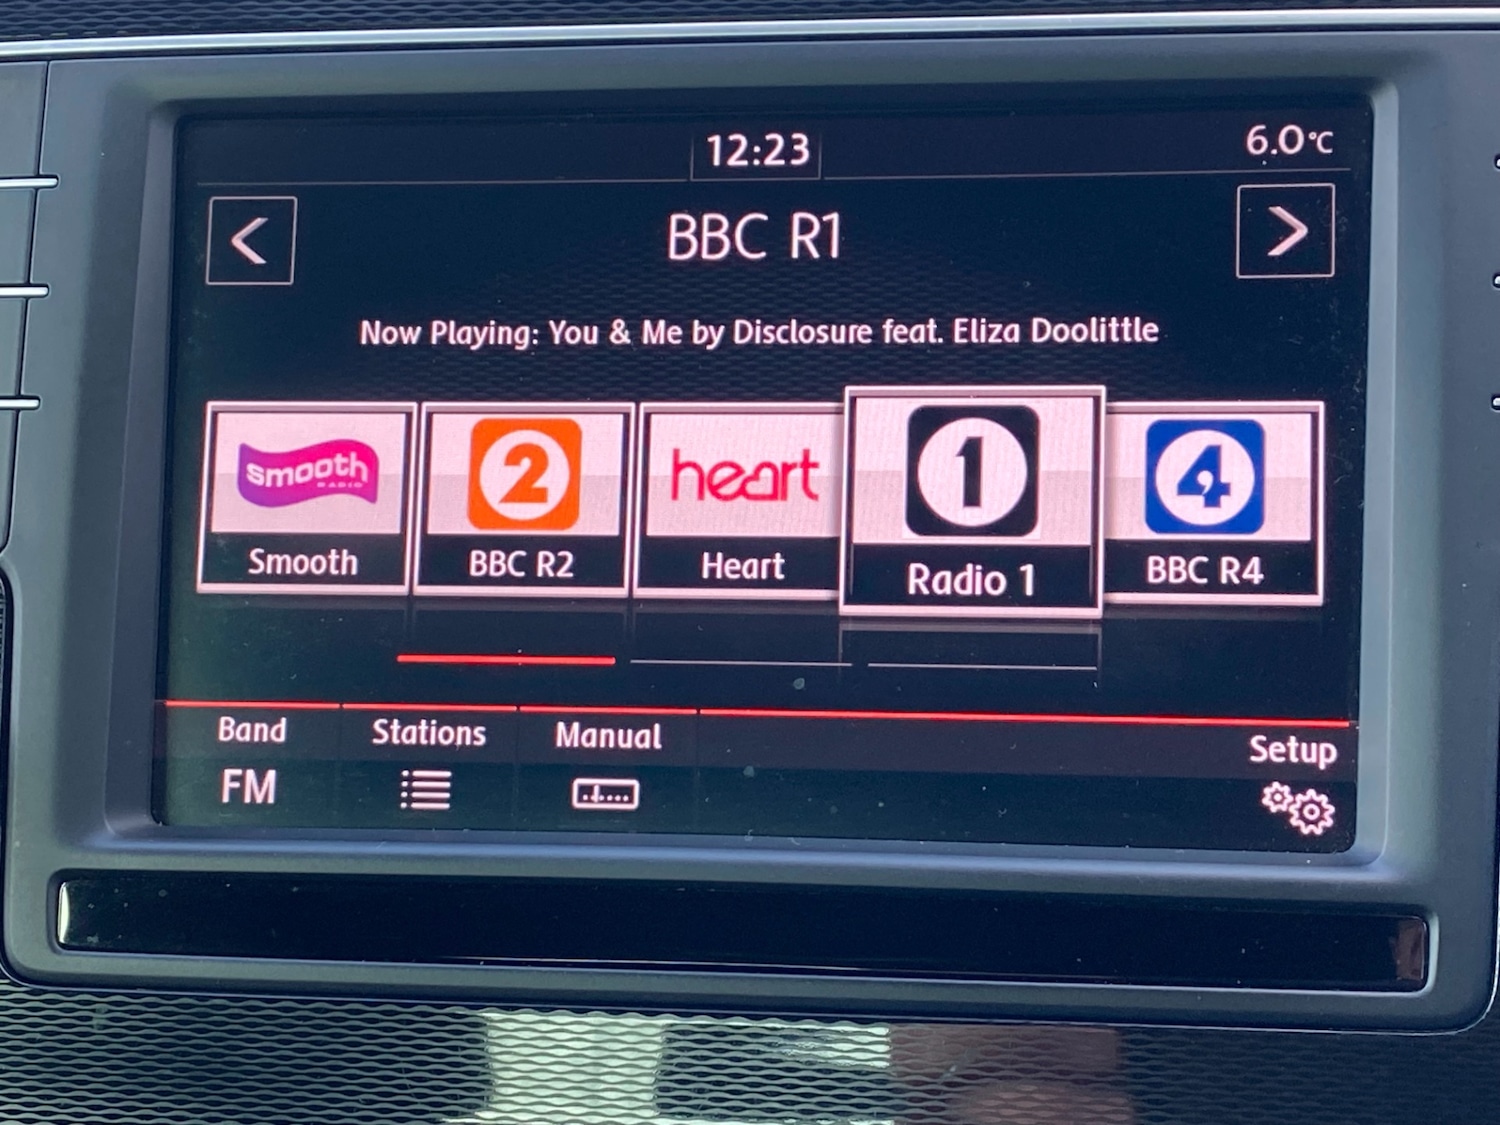 12:23
6.0°C
BBC R1
Now Playing: You & Me by Disclosure feat. Eliza Doolittle
smooth
RADIO
2
heart
1
4
Smooth
BBC R2
Heart
Radio 1
BBC R4
Band
Stations
Manual
Setup
FM